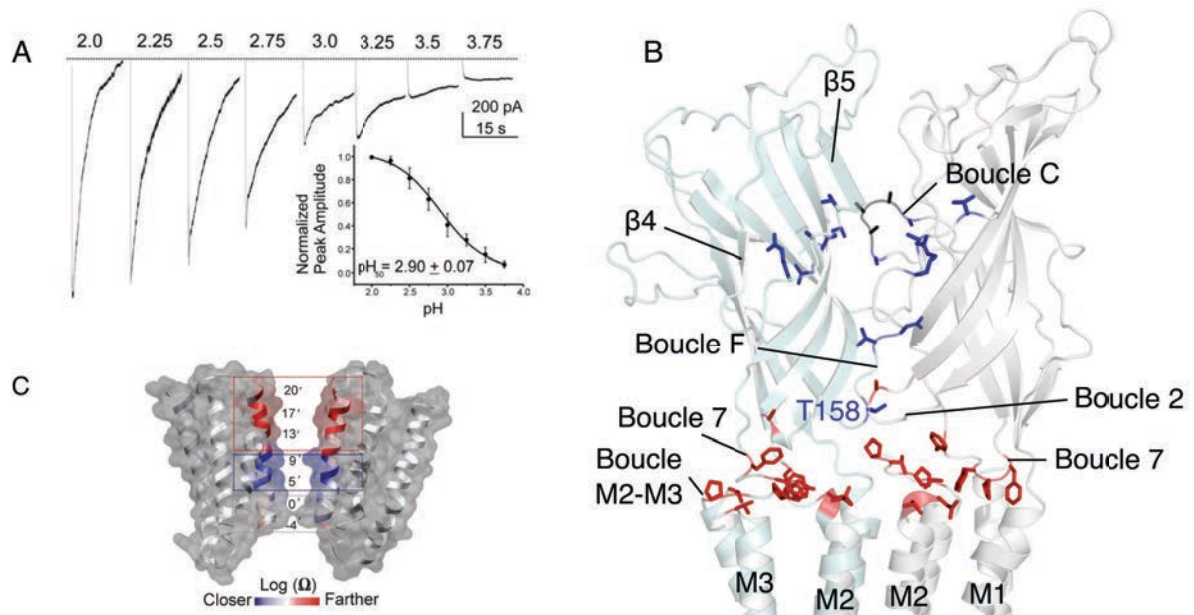 A
2.0 2.25 2.5 2.75 3.0 3.25 3.5 3.75
200 pA
15 s
Normalized
Peak Amplitude
1.0
0.8
0.6
0.4
0.2
0.0
pH50 = 2.90 ± 0.07
2.0 2.5 3.0 3.5 4.0
pH
B
β5
Boucle C
β4
Boucle F
T158
Boucle 2
Boucle 7
Boucle 7
Boucle
M2-M3
M3
M2
M2
M1
C
20′
17′
13′
9′
5′
0′
-4′
Log (Ω)
Closer Farther